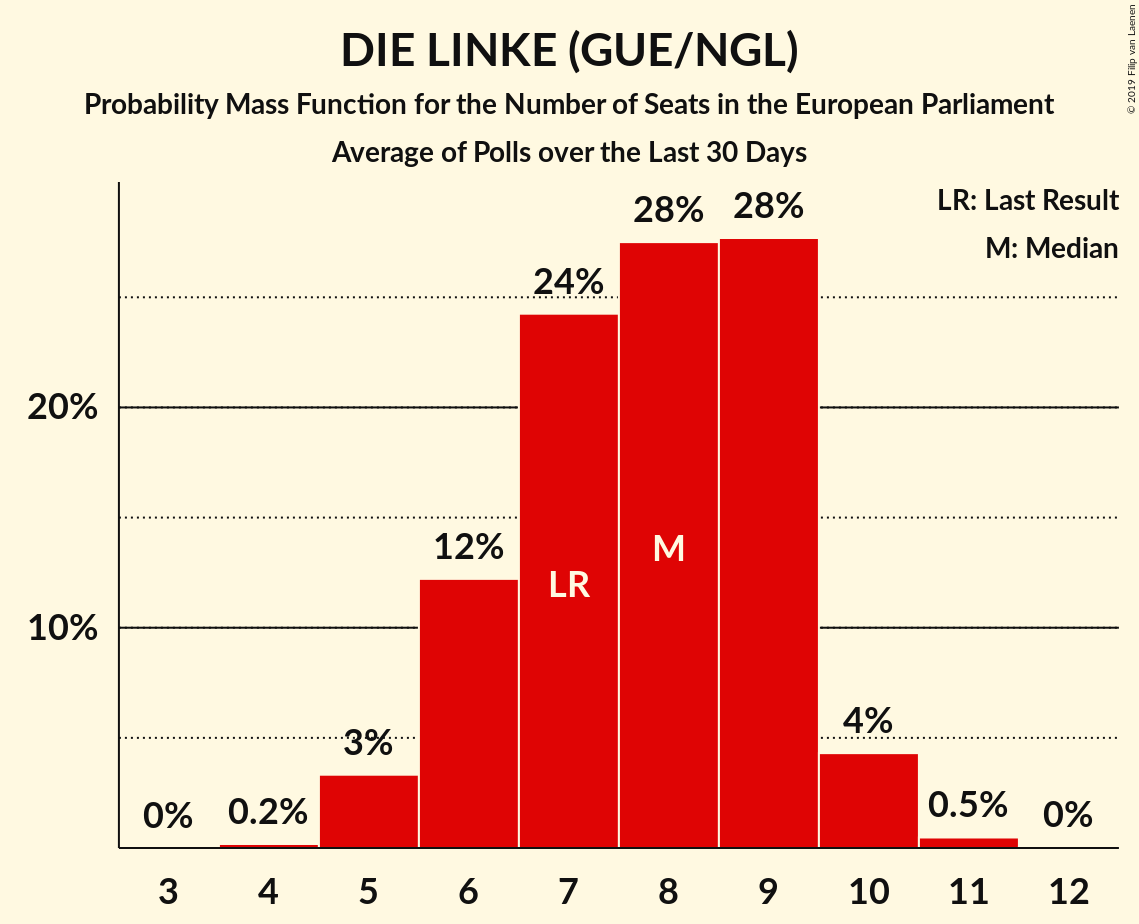 DIE LINKE (GUE/NGL)
Probability Mass Function for the Number of Seats in the European Parliament
Average of Polls over the Last 30 Days
© 2019 Filip van Laenen
LR: Last Result
M: Median
20%
10%
0%
0.2%
3%
12%
24%
28%
28%
4%
0.5%
0%
LR
M
3 4 5 6 7 8 9 10 11 12